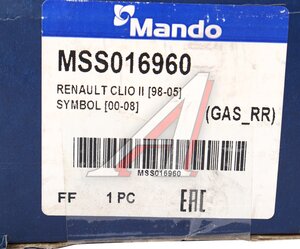 Mando
MSS016960
RENAULT CLIO II [98-05]
SYMBOL [00-08]
(GAS_RR)
MSS016960
FF 1 PC EAC